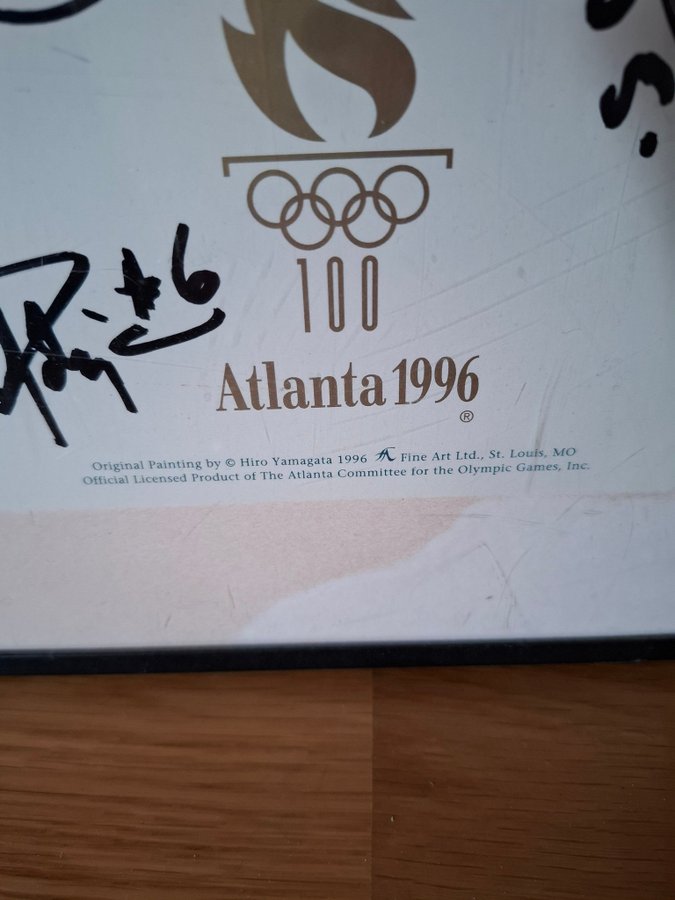 #6
100
Atlanta 1996
®
Original Painting by © Hiro Yamagata 1996 Fine Art Ltd., St. Louis, MO
Official Licensed Product of The Atlanta Committee for the Olympic Games, Inc.